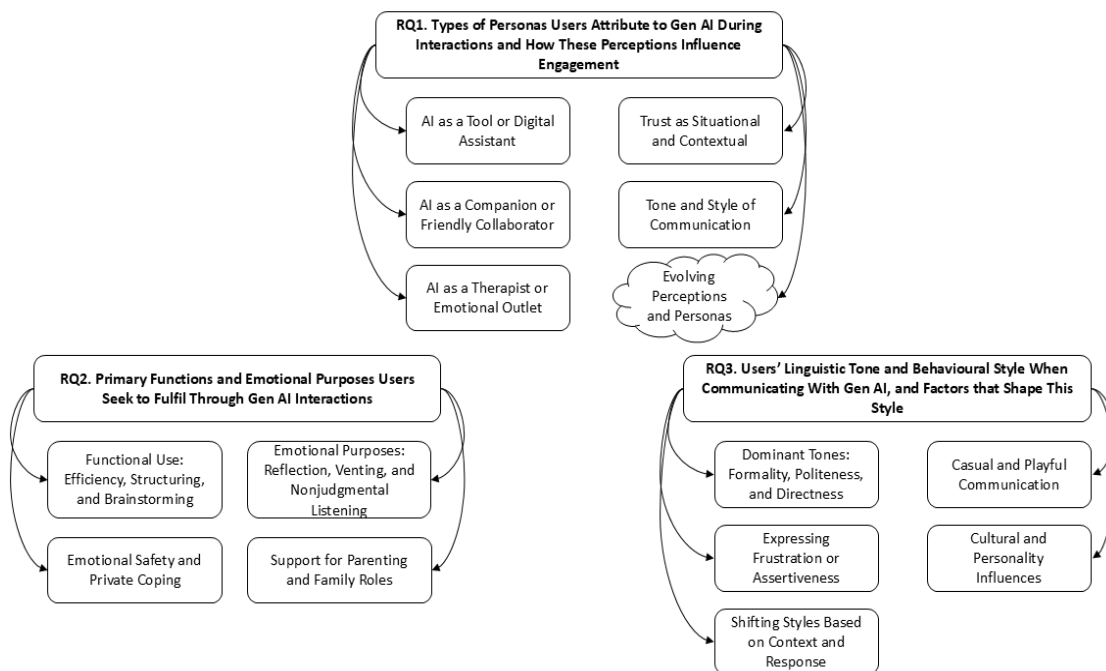 RQ1. Types of Personas Users Attribute to Gen AI During
Interactions and How These Perceptions Influence
Engagement
AI as a Tool or Digital
Assistant
Trust as Situational
and Contextual
AI as a Companion or
Friendly Collaborator
Tone and Style of
Communication
AI as a Therapist or
Emotional Outlet
Evolving
Perceptions
and Personas
RQ2. Primary Functions and Emotional Purposes Users
Seek to Fulfil Through Gen AI Interactions
Functional Use:
Efficiency, Structuring,
and Brainstorming
Emotional Purposes:
Reflection, Venting, and
Nonjudgmental
Listening
Emotional Safety and
Private Coping
Support for Parenting
and Family Roles
RQ3. Users’ Linguistic Tone and Behavioural Style When
Communicating With Gen AI, and Factors that Shape This
Style
Dominant Tones:
Formality, Politeness,
and Directness
Casual and Playful
Communication
Expressing
Frustration or
Assertiveness
Cultural and
Personality
Influences
Shifting Styles Based
on Context and
Response